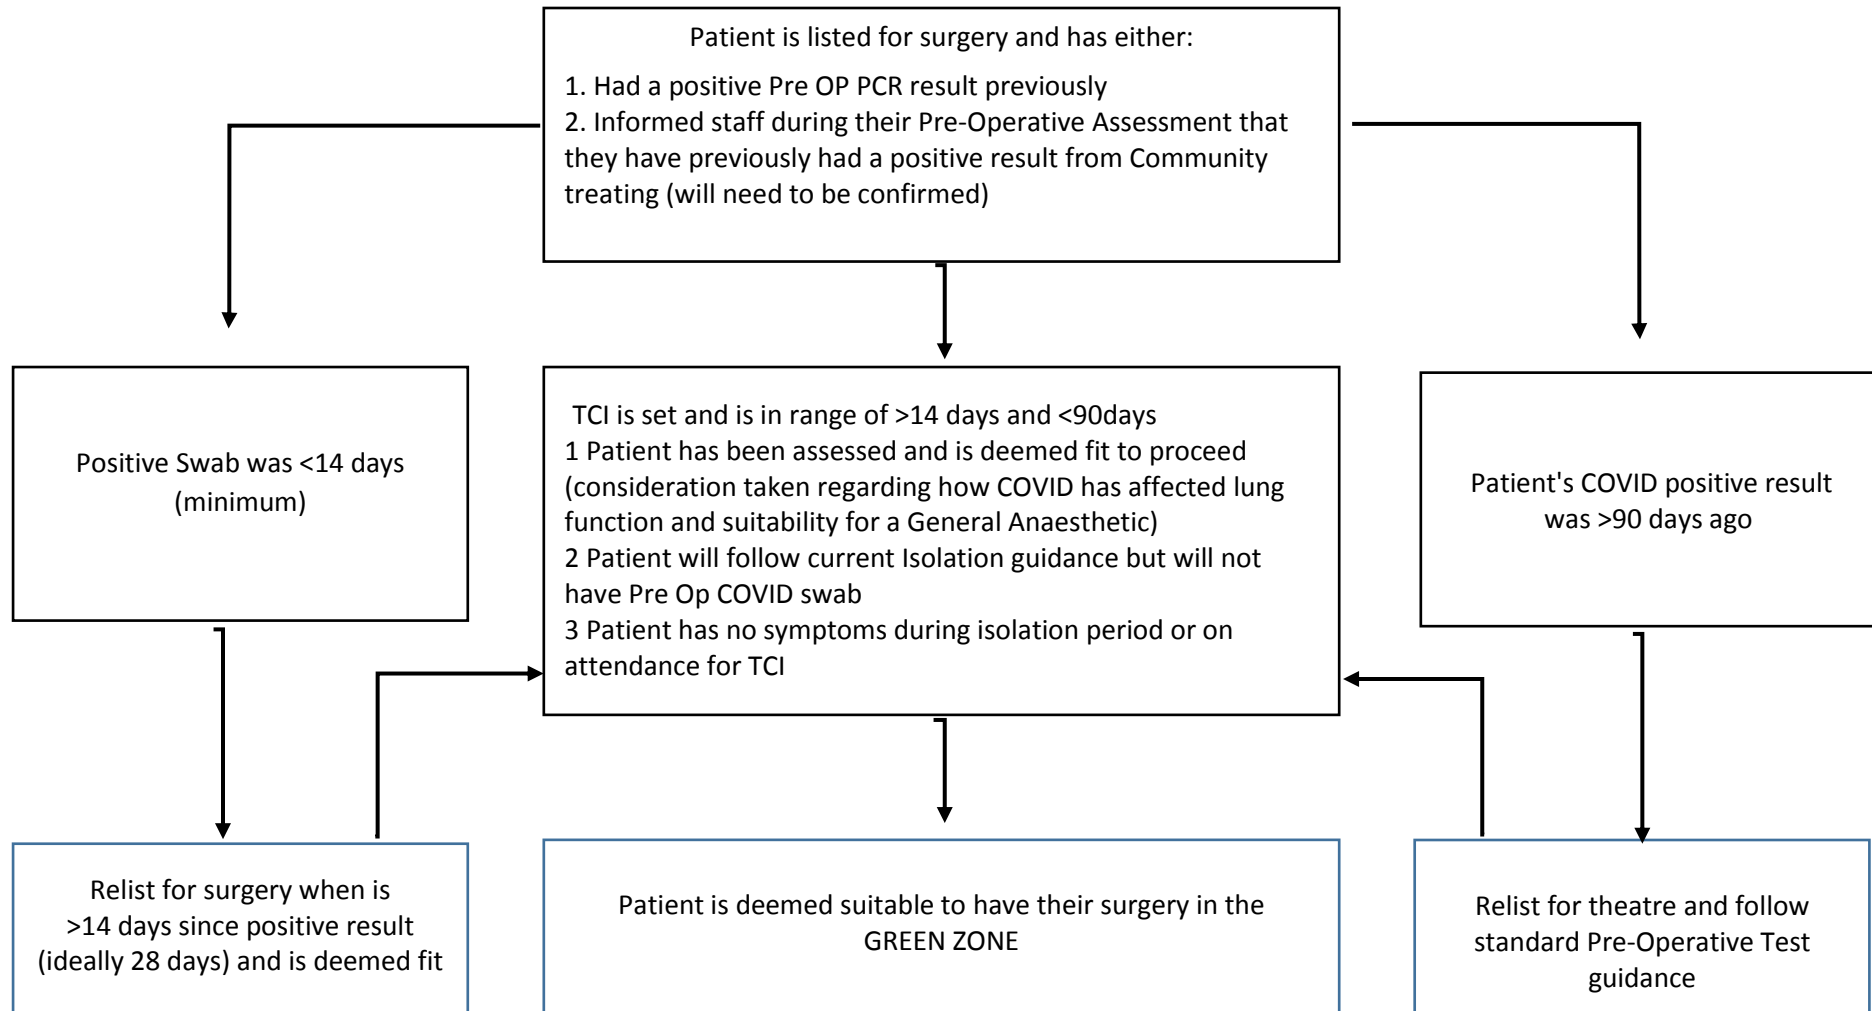 Patient is listed for surgery and has either:
1. Had a positive Pre OP PCR result previously
2. Informed staff during their Pre-Operative Assessment that
they have previously had a positive result from Community
treating (will need to be confirmed)
Positive Swab was <14 days
(minimum)
TCI is set and is in range of >14 days and <90days
1 Patient has been assessed and is deemed fit to proceed
(consideration taken regarding how COVID has affected lung
function and suitability for a General Anaesthetic)
2 Patient will follow current Isolation guidance but will not
have Pre Op COVID swab
3 Patient has no symptoms during isolation period or on
attendance for TCI
Patient's COVID positive result
was >90 days ago
Relist for surgery when is
>14 days since positive result
(ideally 28 days) and is deemed fit
Patient is deemed suitable to have their surgery in the
GREEN ZONE
Relist for theatre and follow
standard Pre-Operative Test
guidance